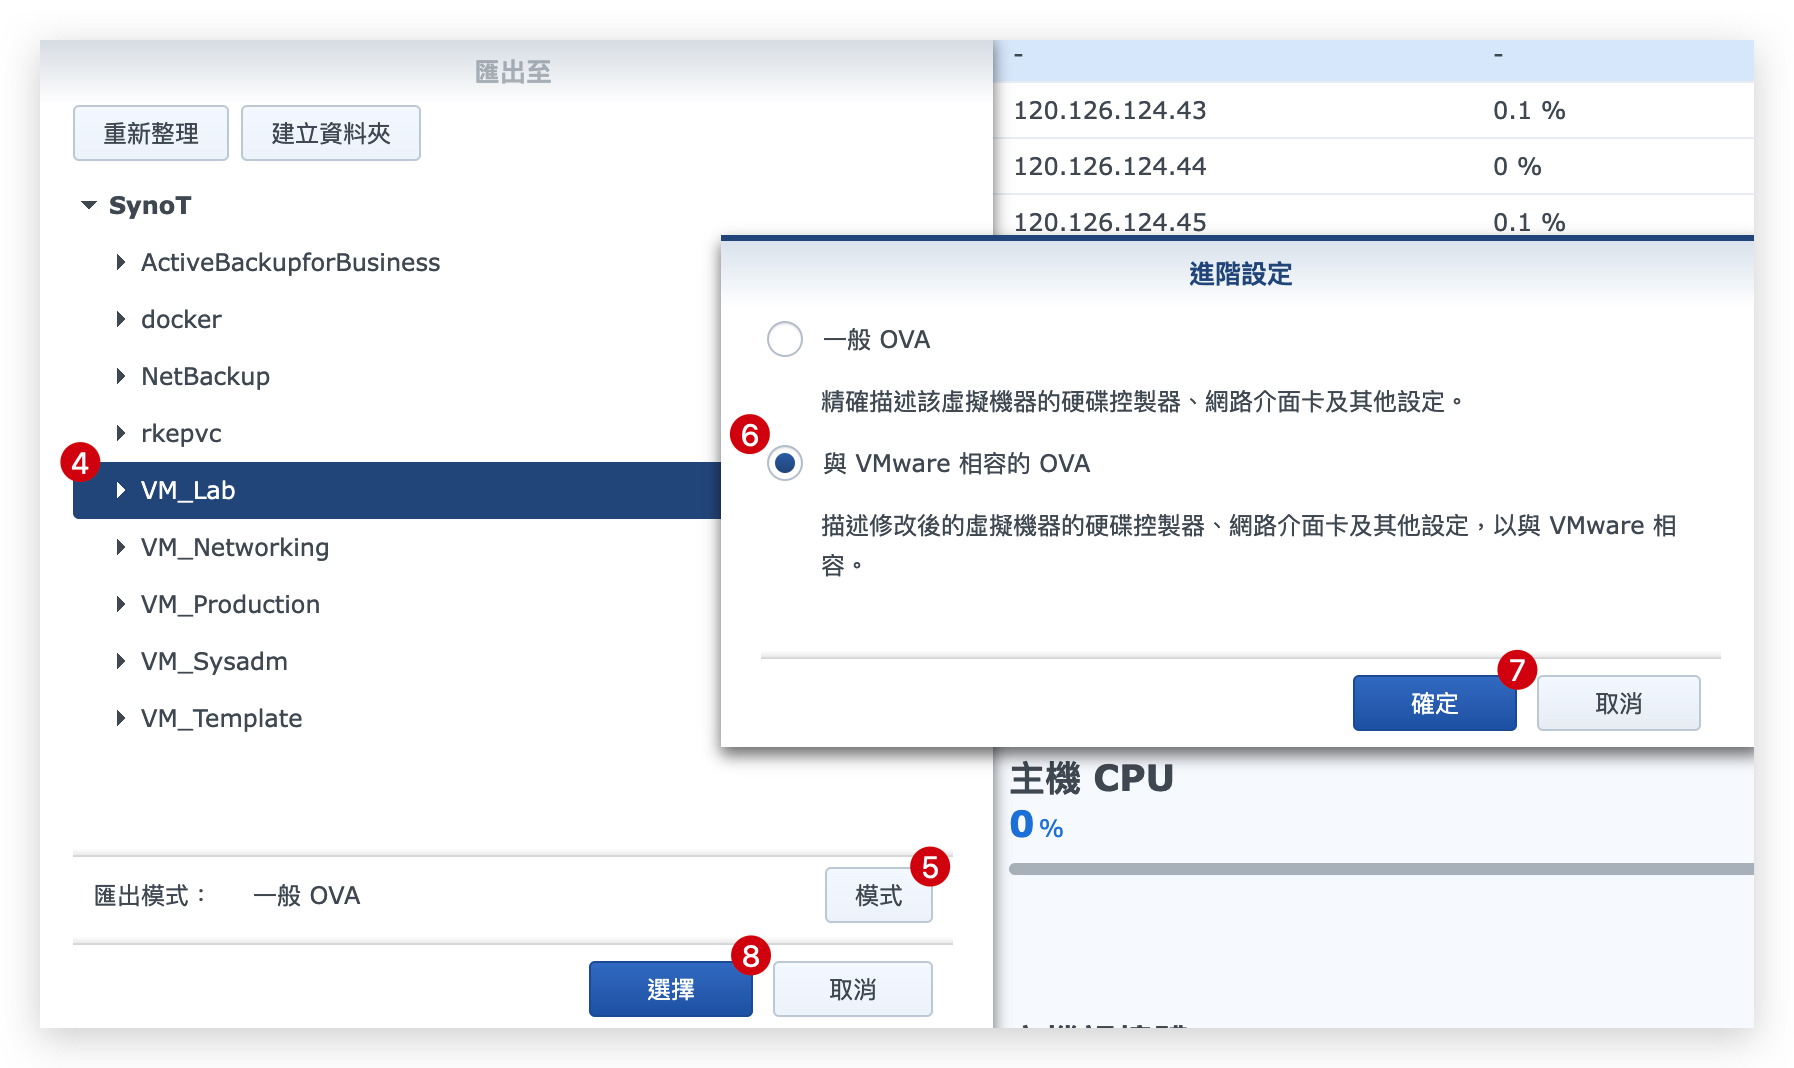 匯出至
重新整理
建立資料夾
SynoT
ActiveBackupforBusiness
docker
NetBackup
rkepvc
4
VM_Lab
VM_Networking
VM_Production
VM_Sysadm
VM_Template
匯出模式： 一般 OVA
5
模式
8
選擇
取消
- -
120.126.124.43 0.1 %
120.126.124.44 0 %
120.126.124.45 0.1 %
進階設定
一般 OVA
精確描述該虛擬機器的硬碟控製器、網路介面卡及其他設定。
6
與 VMware 相容的 OVA
描述修改後的虛擬機器的硬碟控製器、網路介面卡及其他設定，以與 VMware 相
容。
7
確定
取消
主機 CPU
0 %